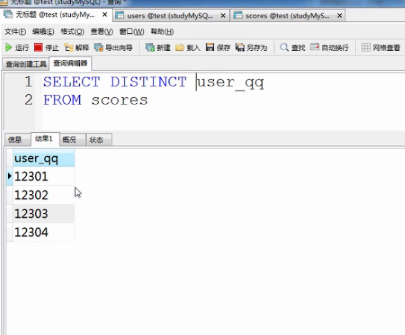 无标题 @test (studyMySQL) - 查询 *
无标题 @test (studyMy... × users @test (studyMySQL... × scores @test (studyMyS... ×
文件(F) 编辑(E) 格式(O) 查看(V) 窗口(W) 帮助(H)
运行 停止 解释 导出向导 新建 载入 保存 另存为 查找 自动换行 网格查看
查询创建工具 查询编辑器
1 SELECT DISTINCT user_qq
2 FROM scores
信息 结果1 概况 状态
user_qq
12301
12302
12303
12304